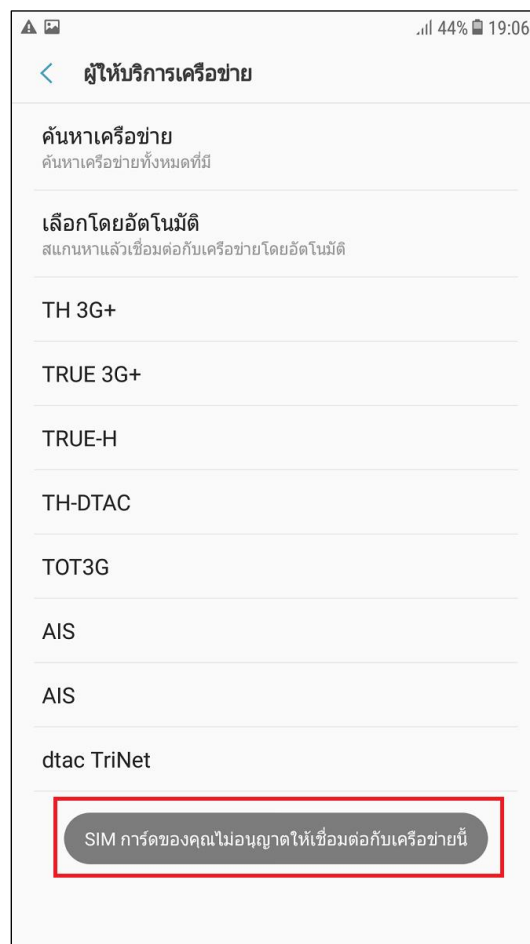 44% 19:06
ผู้ให้บริการเครือข่าย
ค้นหาเครือข่าย
ค้นหาเครือข่ายทั้งหมดที่มี
เลือกโดยอัตโนมัติ
สแกนหาแล้วเชื่อมต่อกับเครือข่ายโดยอัตโนมัติ
TH 3G+
TRUE 3G+
TRUE-H
TH-DTAC
TOT3G
AIS
AIS
dtac TriNet
SIM การ์ดของคุณไม่อนุญาตให้เชื่อมต่อกับเครือข่ายนี้